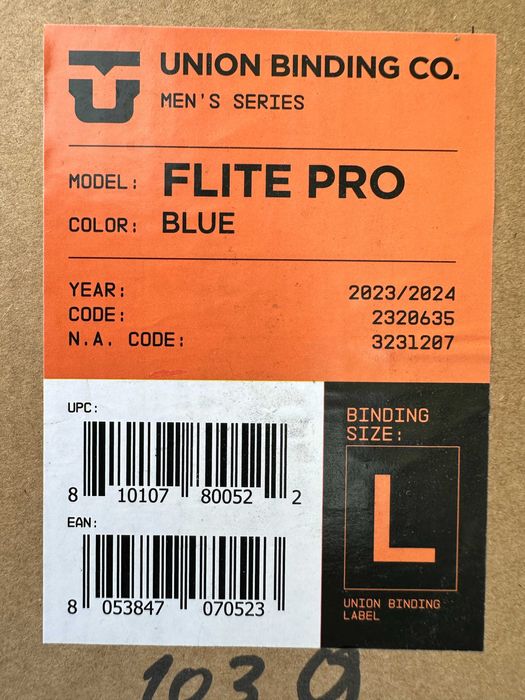 UNION BINDING CO.
MEN'S SERIES
MODEL: FLITE PRO
COLOR: BLUE
YEAR: 2023/2024
CODE: 2320635
N.A. CODE: 3231207
UPC:
8 10107 80052 2
EAN:
8 053847 070523
BINDING
SIZE:
L
UNION BINDING
LABEL
103